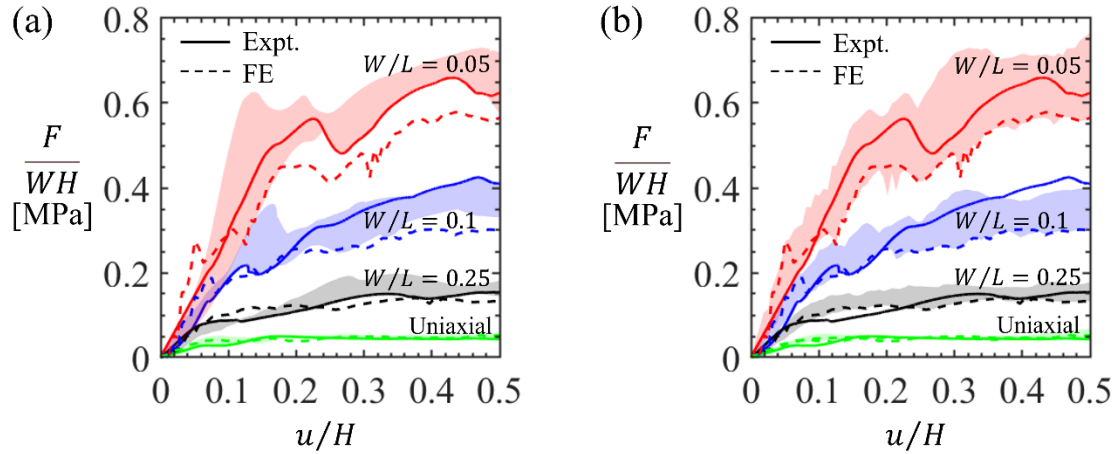 (a)
0.8
0.6
0.4
0.2
0
F
WH
[MPa]
Expt.
FE
W/L = 0.05
W/L = 0.1
W/L = 0.25
Uniaxial
0 0.1 0.2 0.3 0.4 0.5
u/H
(b)
0.8
0.6
0.4
0.2
0
F
WH
[MPa]
Expt.
FE
W/L = 0.05
W/L = 0.1
W/L = 0.25
Uniaxial
0 0.1 0.2 0.3 0.4 0.5
u/H